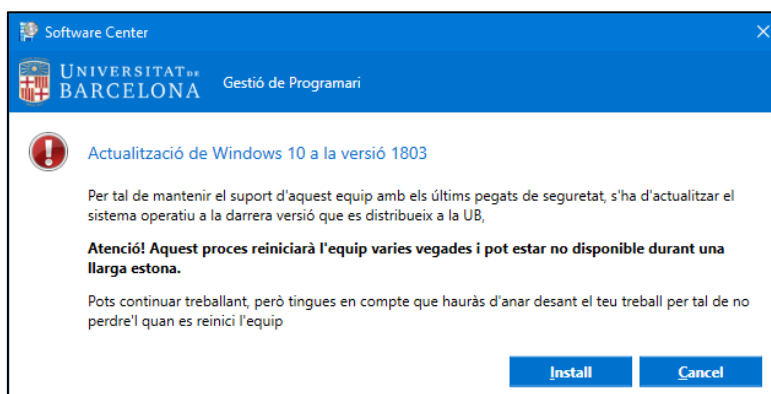 Software Center
UNIVERSITAT DE
BARCELONA
Gestió de Programari
Actualització de Windows 10 a la versió 1803
Per tal de mantenir el suport d'aquest equip amb els últims pegats de seguretat, s'ha d'actualitzar el
sistema operatiu a la darrera versió que es distribueix a la UB,
Atenció! Aquest proces reiniciarà l'equip varies vegades i pot estar no disponible durant una
llarga estona.
Pots continuar treballant, però tingues en compte que hauràs d'anar desant el teu treball per tal de no
perdre'l quan es reinici l'equip
Install
Cancel